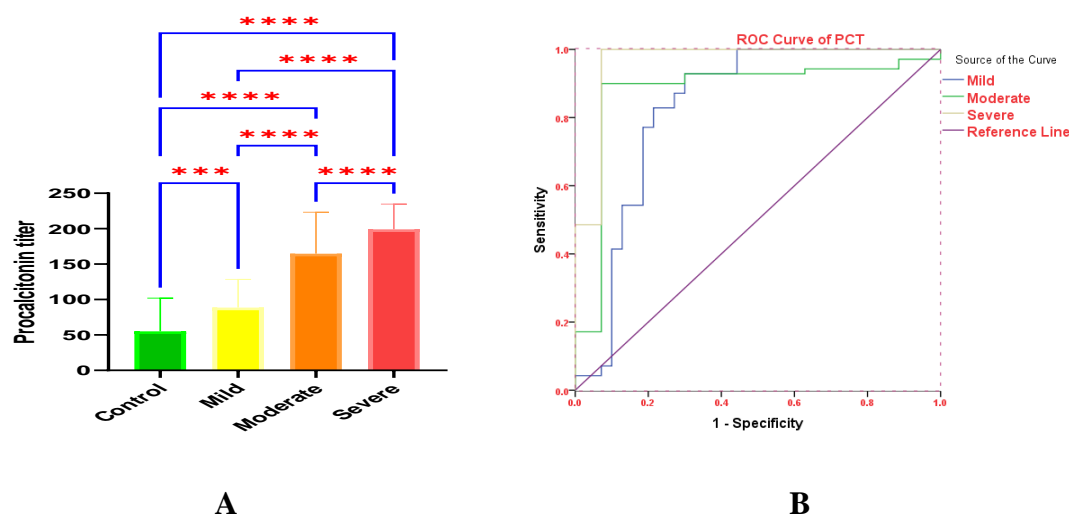 ****
****
****
****
***
****
250
200
150
100
50
0
Procalcitonin titer
Control
Mild
Moderate
Severe
A
ROC Curve of PCT
Source of the Curve
Mild
Moderate
Severe
Reference Line
1.0
0.8
0.6
0.4
0.2
0.0
Sensitivity
0.0 0.2 0.4 0.6 0.8 1.0
1 - Specificity
B